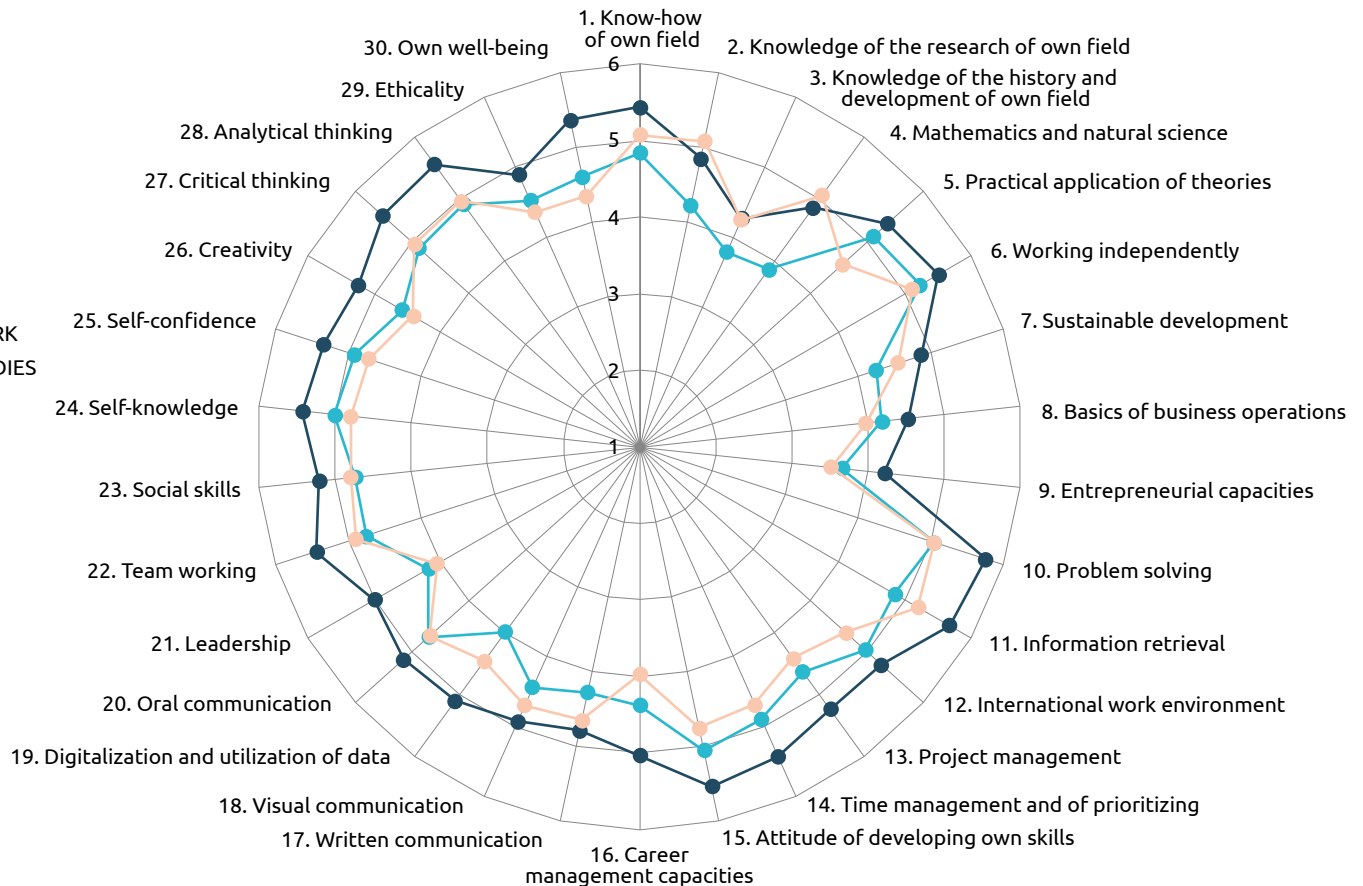 1. Know-how
of own field
2. Knowledge of the research of own field
3. Knowledge of the history and
development of own field
4. Mathematics and natural science
5. Practical application of theories
6. Working independently
7. Sustainable development
8. Basics of business operations
9. Entrepreneurial capacities
10. Problem solving
11. Information retrieval
12. International work environment
13. Project management
14. Time management and of prioritizing
15. Attitude of developing own skills
16. Career
management capacities
17. Written communication
18. Visual communication
19. Digitalization and utilization of data
20. Oral communication
21. Leadership
22. Team working
23. Social skills
24. Self-knowledge
25. Self-confidence
26. Creativity
27. Critical thinking
28. Analytical thinking
29. Ethicality
30. Own well-being
6
5
4
3
2
1
RK
DIES